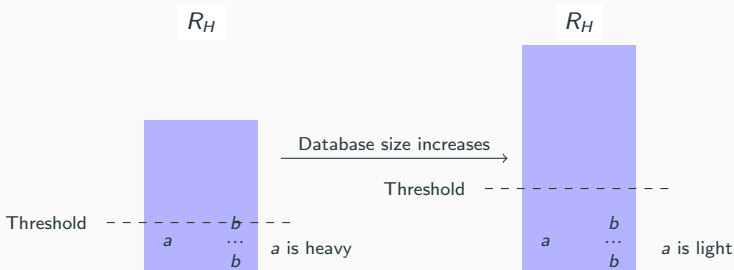 R_H
R_H
Database size increases
Threshold
Threshold
b
a
...
b
a is heavy
b
a
...
b
a is light